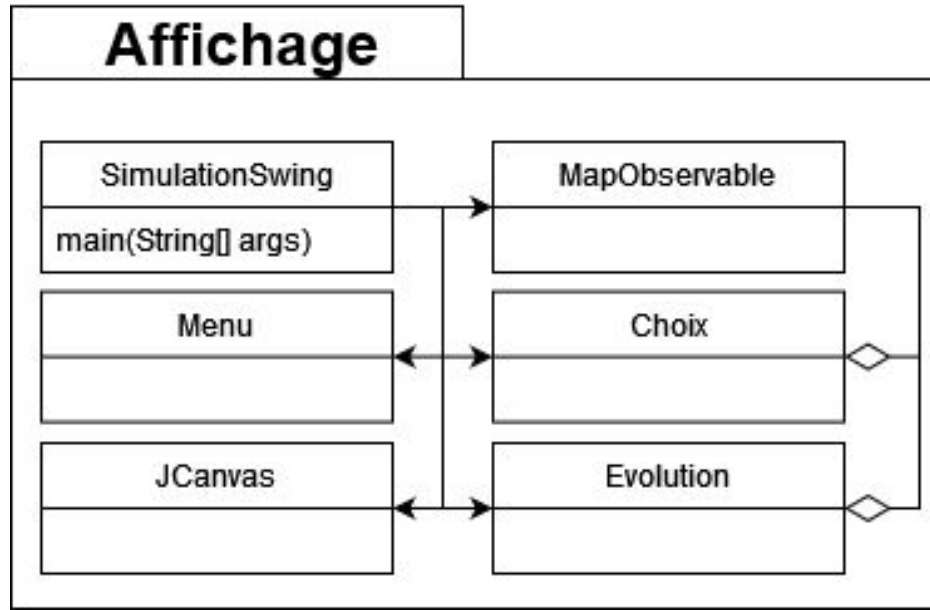 Affichage
SimulationSwing
main(String[] args)
MapObservable
Menu
Choix
JCanvas
Evolution